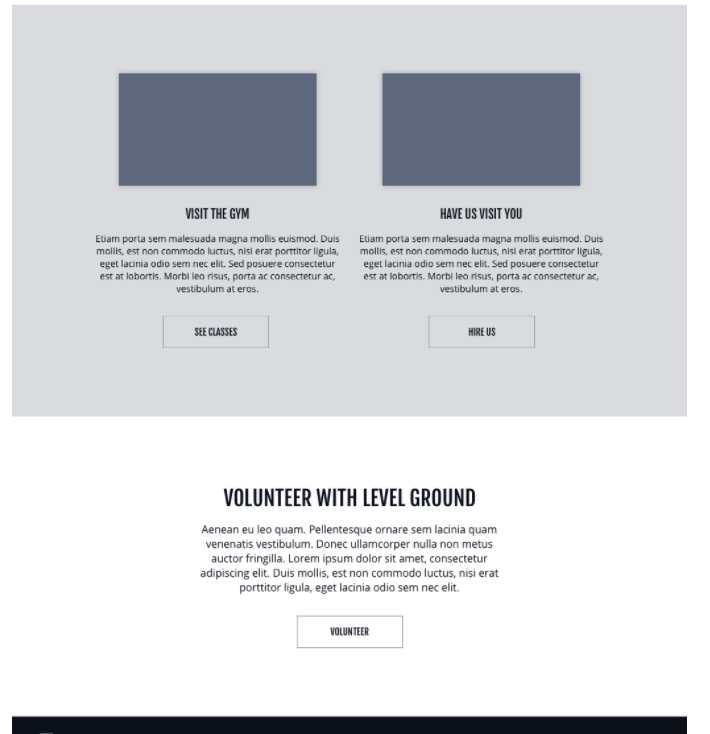 VISIT THE GYM
Etiam porta sem malesuada magna mollis euismod. Duis
mollis, est non commodo luctus, nisi erat porttitor ligula,
eget lacinia odio sem nec elit. Sed posuere consectetur
est at lobortis. Morbi leo risus, porta ac consectetur ac,
vestibulum at eros.
SEE CLASSES
HAVE US VISIT YOU
Etiam porta sem malesuada magna mollis euismod. Duis
mollis, est non commodo luctus, nisi erat porttitor ligula,
eget lacinia odio sem nec elit. Sed posuere consectetur
est at lobortis. Morbi leo risus, porta ac consectetur ac,
vestibulum at eros.
HIRE US
VOLUNTEER WITH LEVEL GROUND
Aenean eu leo quam. Pellentesque ornare sem lacinia quam
venenatis vestibulum. Donec ullamcorper nulla non metus
auctor fringilla. Lorem ipsum dolor sit amet, consectetur
adipiscing elit. Duis mollis, est non commodo luctus, nisi erat
porttitor ligula, eget lacinia odio sem nec elit.
VOLUNTEER